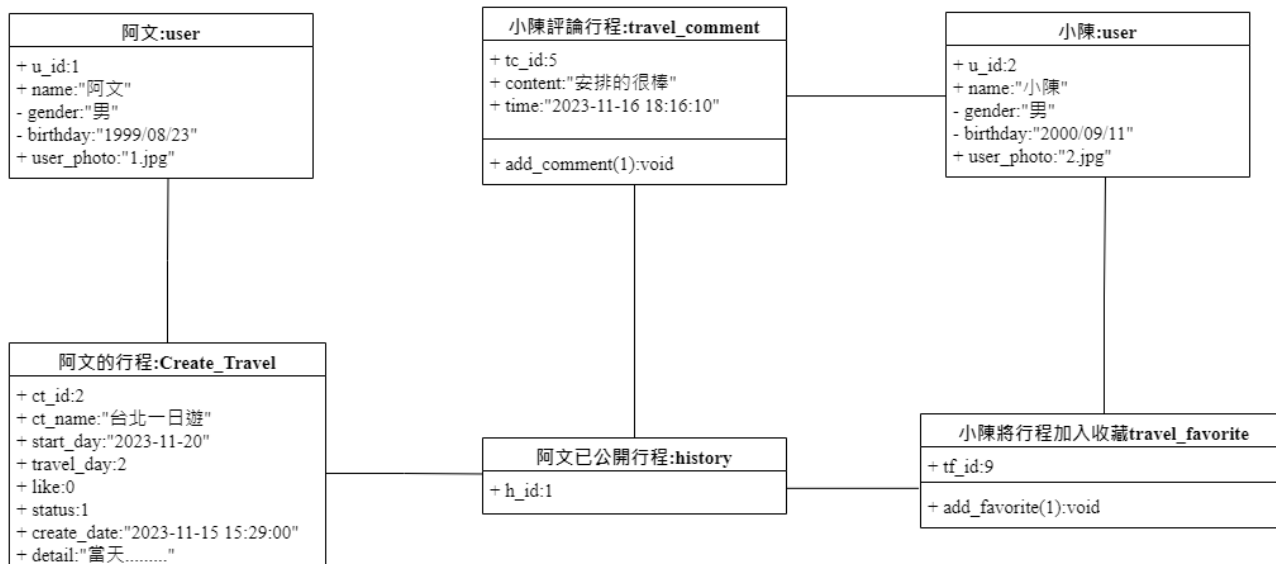 阿文:user
+ u_id:1
+ name:"阿文"
- gender:"男"
- birthday:"1999/08/23"
+ user_photo:"1.jpg"
小陳評論行程:travel_comment
+ tc_id:5
+ content:"安排的很棒"
+ time:"2023-11-16 18:16:10"
+ add_comment(1):void
小陳:user
+ u_id:2
+ name:"小陳"
- gender:"男"
- birthday:"2000/09/11"
+ user_photo:"2.jpg"
阿文的行程:Create_Travel
+ ct_id:2
+ ct_name:"台北一日遊"
+ start_day:"2023-11-20"
+ travel_day:2
+ like:0
+ status:1
+ create_date:"2023-11-15 15:29:00"
+ detail:"當天........."
阿文已公開行程:history
+ h_id:1
小陳將行程加入收藏travel_favorite
+ tf_id:9
+ add_favorite(1):void